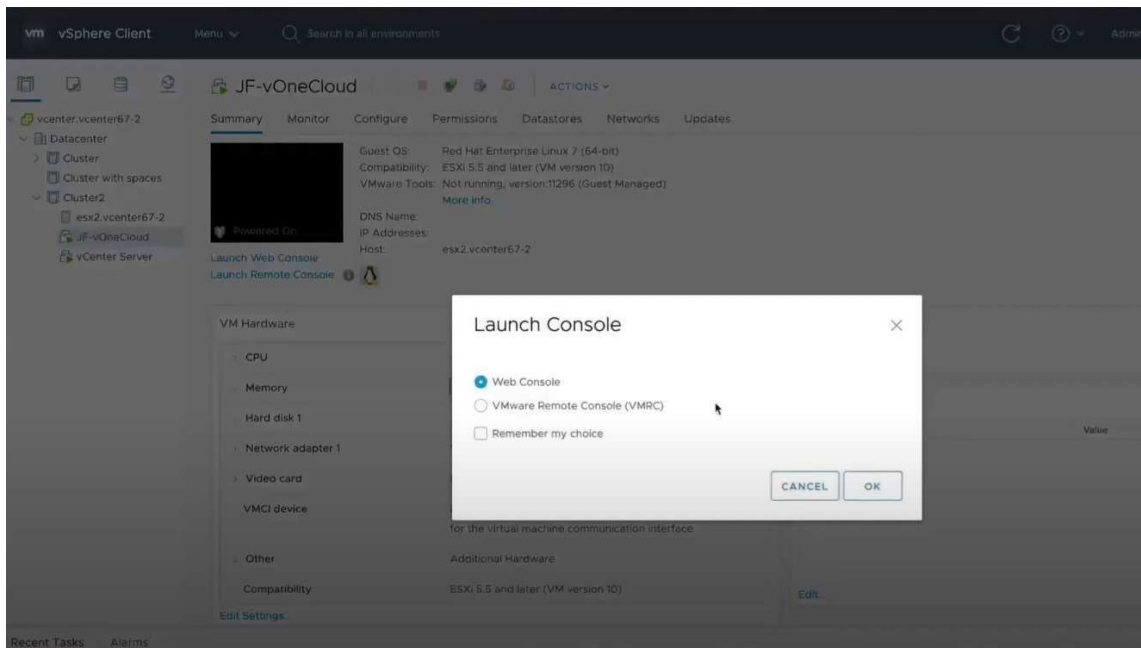 vm vSphere Client Menu Search in all environments Admin
JF-vOneCloud ACTIONS
vcenter.vcenter67-2
Datacenter
Cluster
Cluster with spaces
Cluster2
esx2.vcenter67-2
JF-vOneCloud
vCenter Server
Summary Monitor Configure Permissions Datastores Networks Updates
Powered On
Guest OS: Red Hat Enterprise Linux 7 (64-bit)
Compatibility: ESXi 5.5 and later (VM version 10)
VMware Tools: Not running, version:11296 (Guest Managed)
More info
DNS Name:
IP Addresses:
Host: esx2.vcenter67-2
Launch Web Console
Launch Remote Console
VM Hardware
CPU
Memory
Hard disk 1
Network adapter 1
Video card
VMCI device
for the virtual machine communication interface
Other Additional Hardware
Compatibility ESXi 5.5 and later (VM version 10)
Edit Settings...
Launch Console
Web Console
VMware Remote Console (VMRC)
Remember my choice
CANCEL OK
Value
Edit...
Recent Tasks Alarms